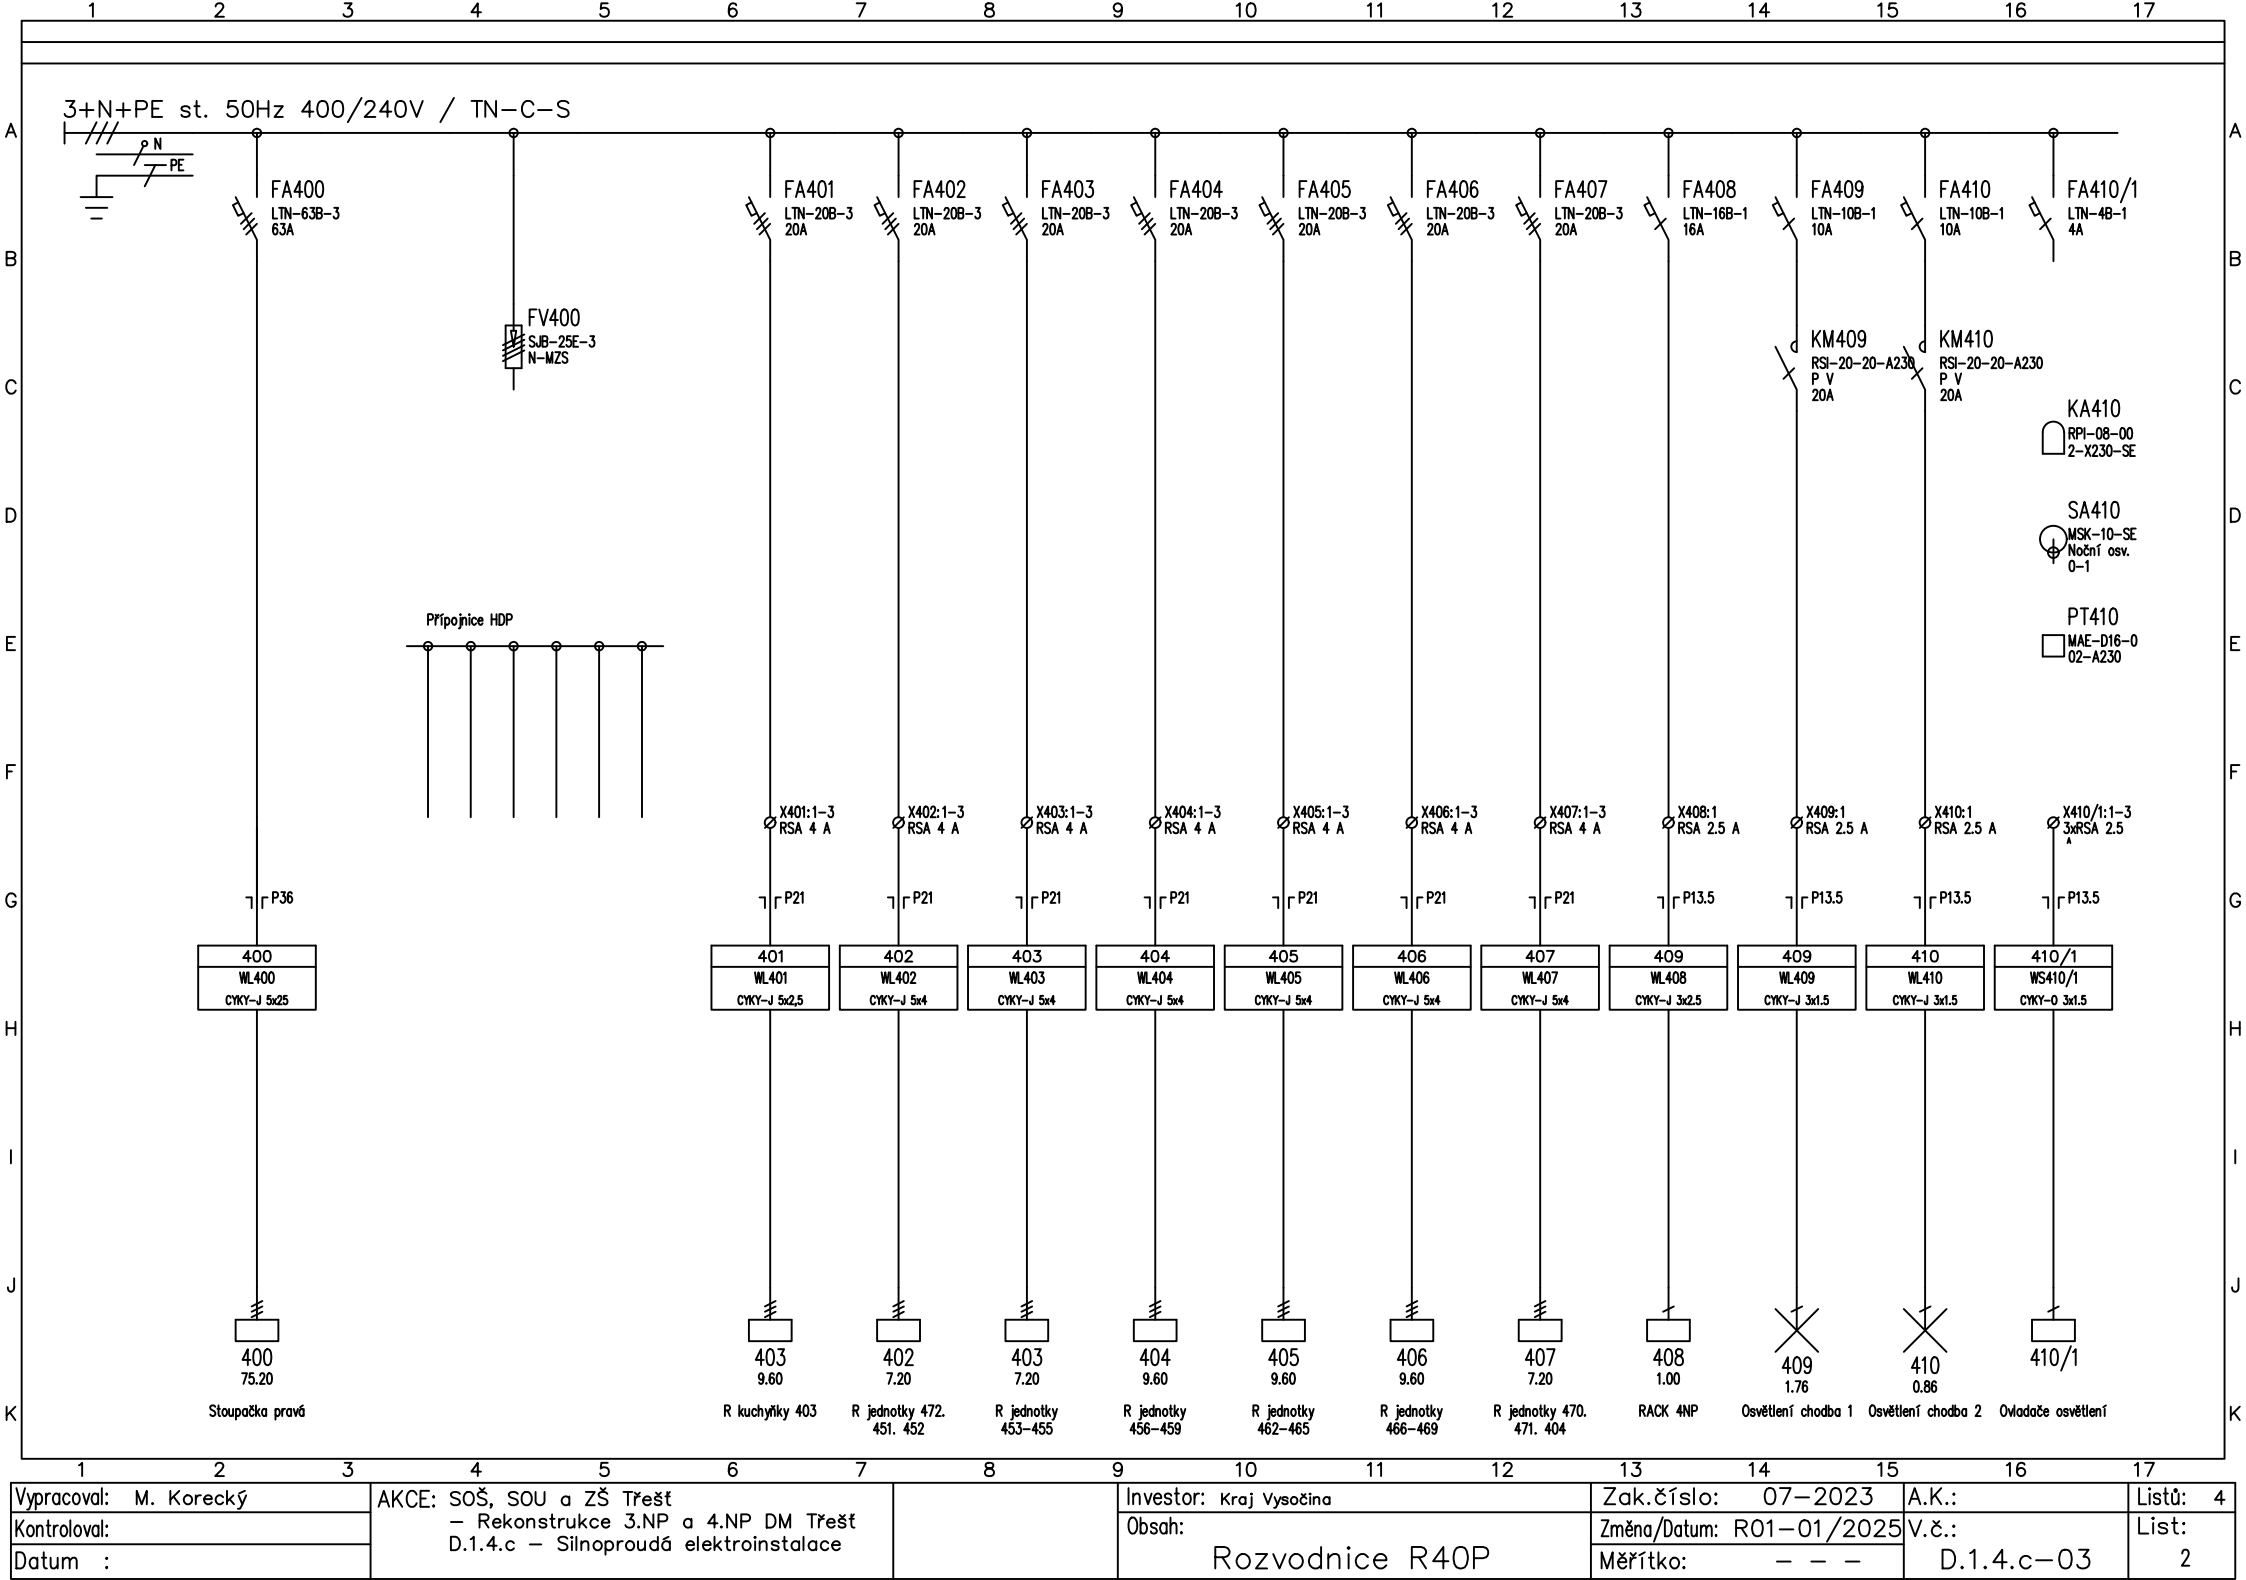 1 2 3 4 5 6 7 8 9 10 11 12 13 14 15 16 17
3+N+PE st. 50Hz 400/240V / TN-C-S
A A
N
PE
FA400 FA401 FA402 FA403 FA404 FA405 FA406 FA407 FA408 FA409 FA410 FA410/1
LTN-63B-3 LTN-20B-3 LTN-20B-3 LTN-20B-3 LTN-20B-3 LTN-20B-3 LTN-20B-3 LTN-20B-3 LTN-16B-1 LTN-10B-1 LTN-10B-1 LTN-4B-1
63A 20A 20A 20A 20A 20A 20A 20A 16A 10A 10A 4A
B B
FV400
SJB-25E-3
N-MZS
KM409 KM410
RSI-20-20-A230 RSI-20-20-A230
P V P V
20A 20A
C C
KA410
RPI-08-00
2-X230-SE
D D
SA410
MSK-10-SE
Noční osv.
0-1
Přípojnice HDP
E E
PT410
MAE-D16-0
02-A230
F F
X401:1-3 X402:1-3 X403:1-3 X404:1-3 X405:1-3 X406:1-3 X407:1-3 X408:1 X409:1 X410:1 X410/1:1-3
RSA 4 A RSA 4 A RSA 4 A RSA 4 A RSA 4 A RSA 4 A RSA 4 A RSA 2.5 A RSA 2.5 A RSA 2.5 A 3xRSA 2.5
A
G P36 P21 P21 P21 P21 P21 P21 P21 P13.5 P13.5 P13.5 P13.5 G
400 401 402 403 404 405 406 407 409 409 410 410/1
WL400 WL401 WL402 WL403 WL404 WL405 WL406 WL407 WL408 WL409 WL410 WS410/1
CYKY-J 5x25 CYKY-J 5x2,5 CYKY-J 5x4 CYKY-J 5x4 CYKY-J 5x4 CYKY-J 5x4 CYKY-J 5x4 CYKY-J 5x4 CYKY-J 3x2.5 CYKY-J 3x1.5 CYKY-J 3x1.5 CYKY-O 3x1.5
H H
I I
J J
400 403 402 403 404 405 406 407 408 409 410 410/1
75.20 9.60 7.20 7.20 9.60 9.60 9.60 7.20 1.00 1.76 0.86
K Stoupačka pravá R kuchyňky 403 R jednotky 472. R jednotky R jednotky R jednotky R jednotky R jednotky 470. RACK 4NP Osvětlení chodba 1 Osvětlení chodba 2 Ovladače osvětlení K
451. 452 453-455 456-459 462-465 466-469 471. 404
1 2 3 4 5 6 7 8 9 10 11 12 13 14 15 16 17
Vypracoval: M. Korecký
Kontroloval:
Datum :
AKCE: SOŠ, SOU a ZŠ Třešť
- Rekonstrukce 3.NP a 4.NP DM Třešť
D.1.4.c - Silnoproudá elektroinstalace
Investor: Kraj Vysočina
Obsah:
Rozvodnice R40P
Zak.číslo: 07-2023
Změna/Datum: R01-01/2025
Měřítko: - - -
A.K.:
V.č.:
D.1.4.c-03
Listů: 4
List:
2